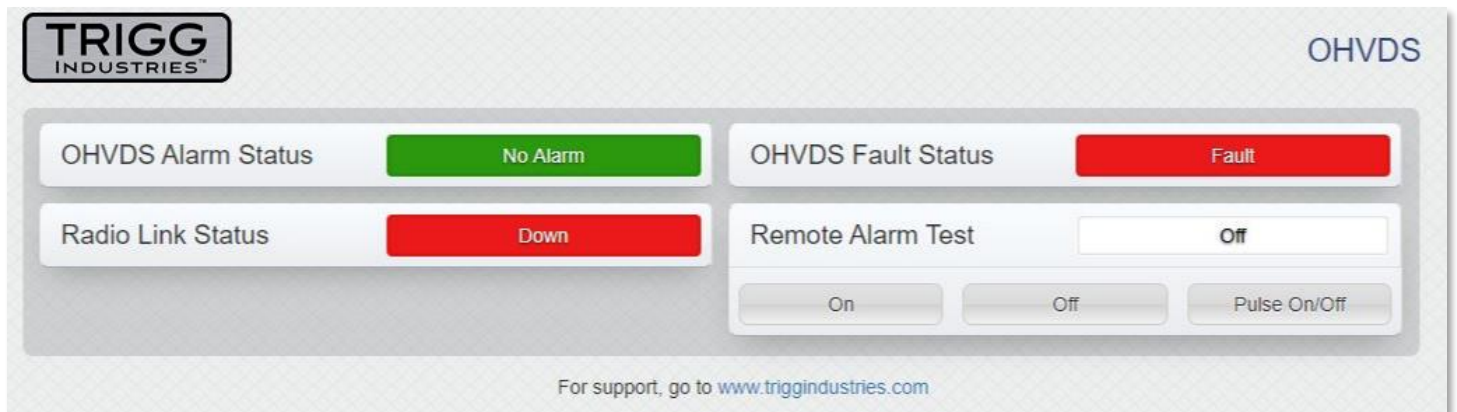 TRIGG
INDUSTRIES™
OHVDS
OHVDS Alarm Status No Alarm
OHVDS Fault Status Fault
Radio Link Status Down
Remote Alarm Test Off
On Off Pulse On/Off
For support, go to www.triggindustries.com